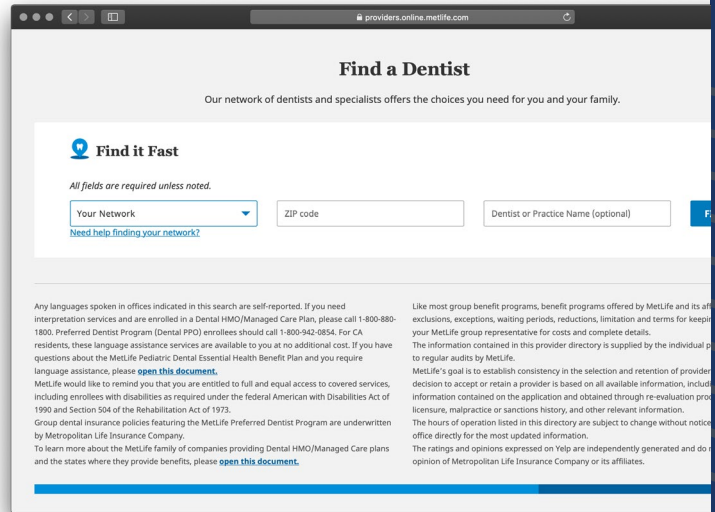 providers.online.metlife.com
Find a Dentist
Our network of dentists and specialists offers the choices you need for you and your family.
Find it Fast
All fields are required unless noted.
Your Network
ZIP code
Dentist or Practice Name (optional)
Need help finding your network?
Any languages spoken in offices indicated in this search are self-reported. If you need
interpretation services and are enrolled in a Dental HMO/Managed Care Plan, please call 1-800-880-
1800. Preferred Dentist Program (Dental PPO) enrollees should call 1-800-942-0854. For CA
residents, these language assistance services are available to you at no additional cost. If you have
questions about the MetLife Pediatric Dental Essential Health Benefit Plan and you require
language assistance, please open this document.
MetLife would like to remind you that you are entitled to full and equal access to covered services,
including enrollees with disabilities as required under the federal American with Disabilities Act of
1990 and Section 504 of the Rehabilitation Act of 1973.
Group dental insurance policies featuring the MetLife Preferred Dentist Program are underwritten
by Metropolitan Life Insurance Company.
To learn more about the MetLife family of companies providing Dental HMO/Managed Care plans
and the states where they provide benefits, please open this document.
Like most group benefit programs, benefit programs offered by MetLife and its
exclusions, exceptions, waiting periods, reductions, limitation and terms for
your MetLife group representative for costs and complete details.
The information contained in this provider directory is supplied by the individual
to regular audits by MetLife.
MetLife's goal is to establish consistency in the selection and retention of
decision to accept or retain a provider is based on all available information,
information contained on the application and obtained through re-evaluation
licensure, malpractice or sanctions history, and other relevant information.
The hours of operation listed in this directory are subject to change without notice
office directly for the most updated information.
The ratings and opinions expressed on Yelp are independently generated and do
opinion of Metropolitan Life Insurance Company or its affiliates.